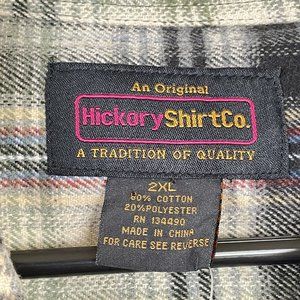 An Original
HickoryShirtCo.
A TRADITION OF QUALITY
2XL
80% COTTON
20%POLYESTER
RN 134490
MADE IN CHINA
FOR CARE SEE REVERSE